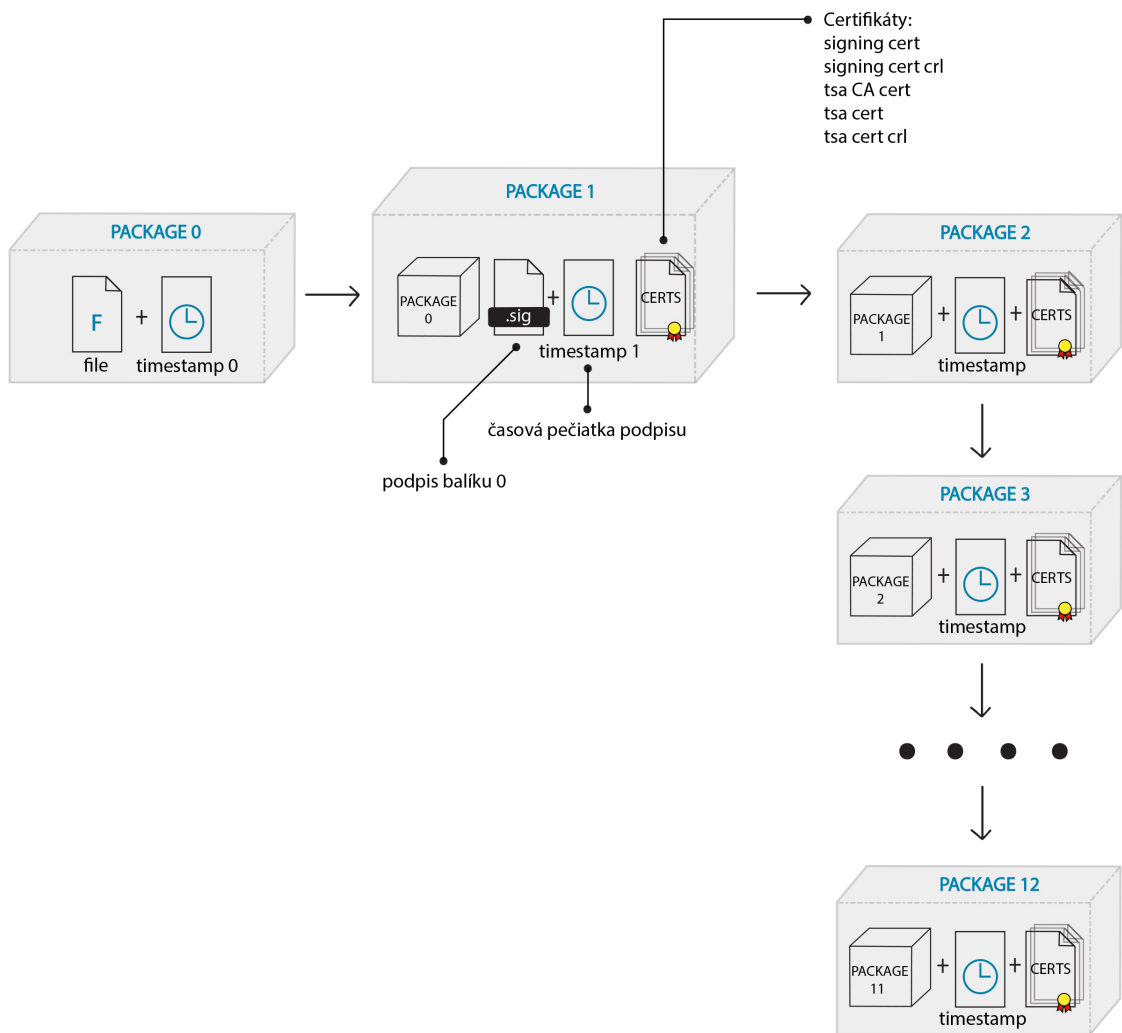 Certifikáty:
signing cert
signing cert crl
tsa CA cert
tsa cert
tsa cert crl
PACKAGE 0
F
file
+
timestamp 0
PACKAGE 1
PACKAGE
0
.sig
+
timestamp 1
CERTS
časová pečiatka podpisu
podpis balíku 0
PACKAGE 2
PACKAGE
1
+
+
CERTS
timestamp
PACKAGE 3
PACKAGE
2
+
+
CERTS
timestamp
PACKAGE 12
PACKAGE
11
+
+
CERTS
timestamp